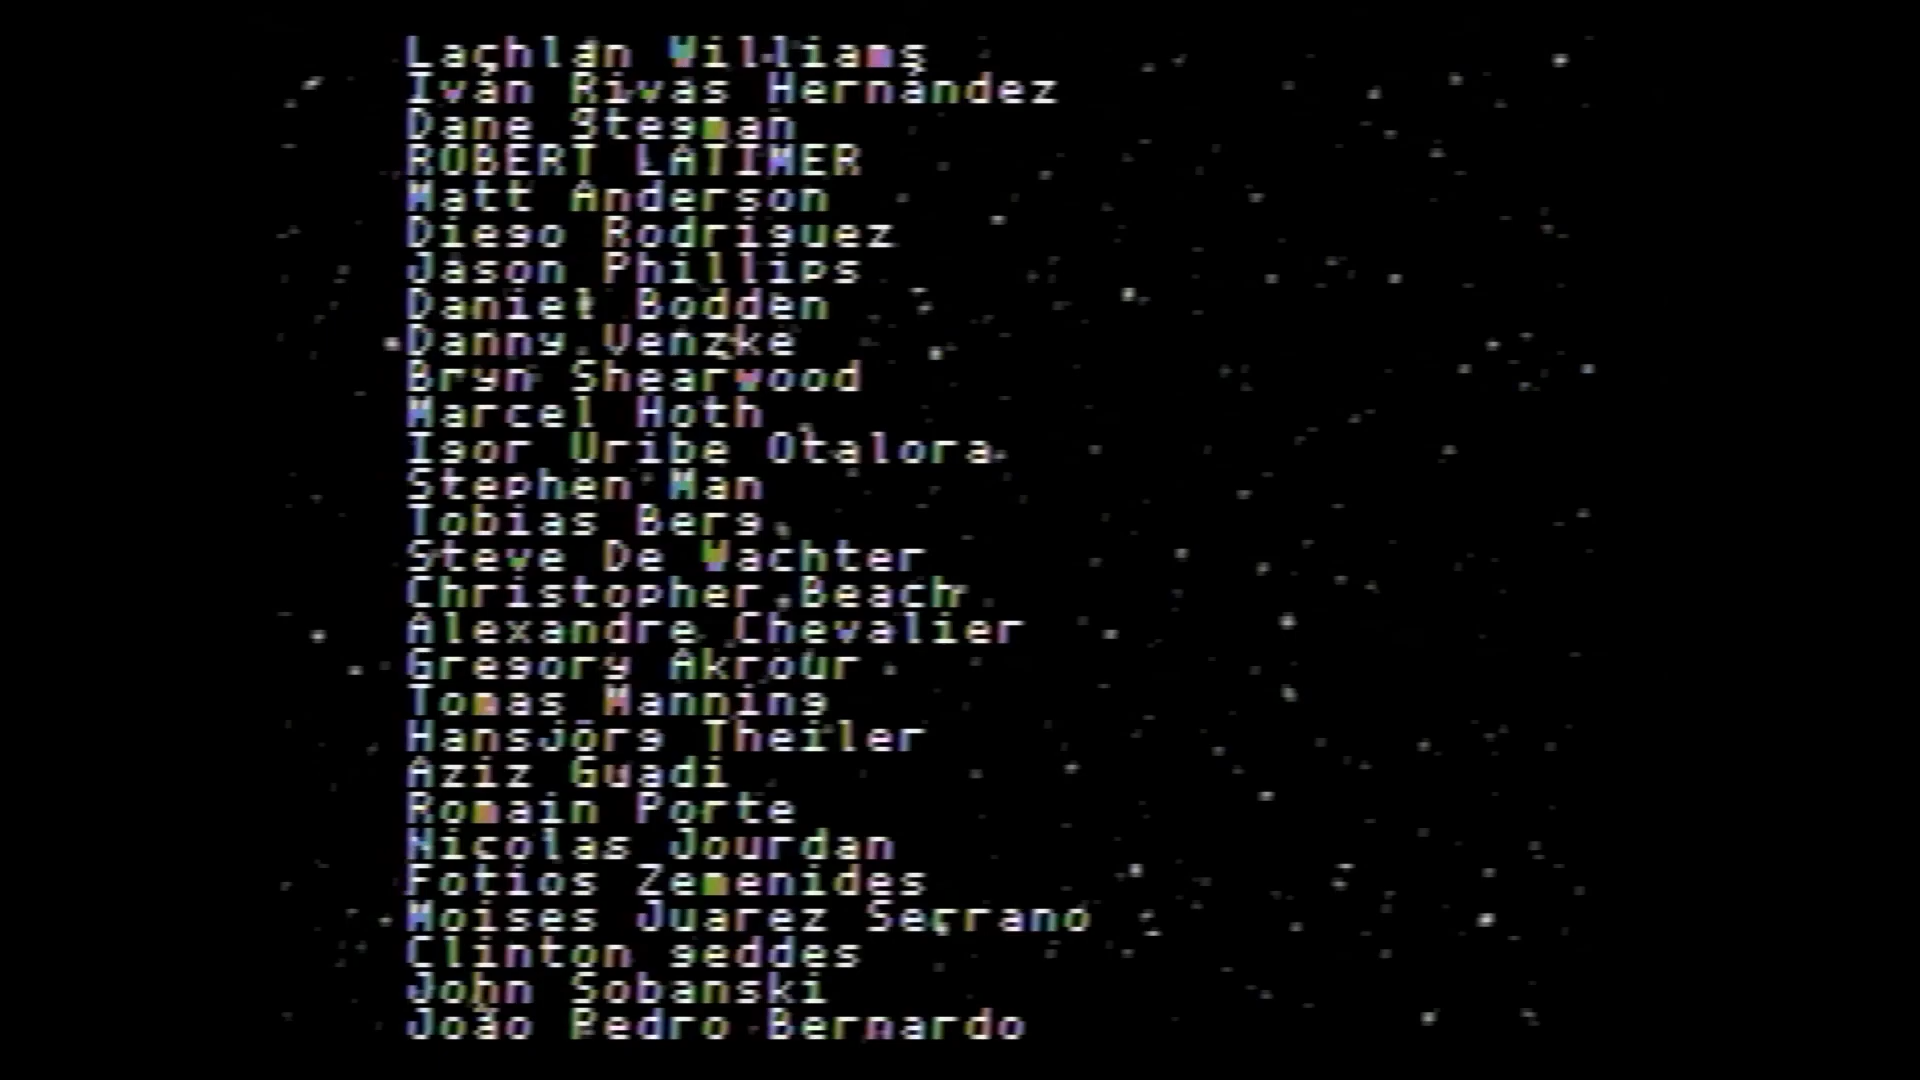 Lachlan Williams
Iván Rivas Hernández
Dane Stegman
ROBERT LATIMER
Matt Anderson
Diego Rodriguez
Jason Phillips
Daniel Bodden
Danny Venzke
Bryn Shearwood
Marcel Hoth
Igor Uribe Otalora
Stephen Man
Tobias Berg
Steve De Wachter
Christopher Beach
Alexandre Chevalier
Gregory Akrour
Tomas Manning
Hansjörg Theiler
Aziz Guadi
Romain Porte
Nicolas Jourdan
Fotios Zemenides
Moises Juarez Serrano
Clinton geddes
John Sobanski
João Pedro Bernardo